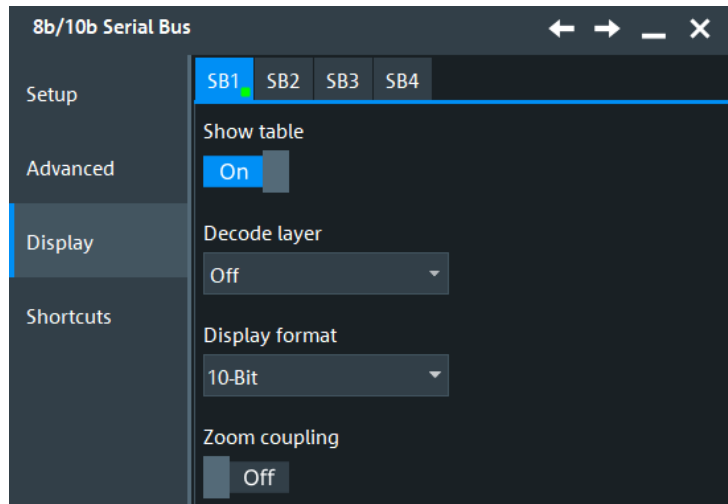 8b/10b Serial Bus
Setup
Advanced
Display
Shortcuts
SB1 SB2 SB3 SB4
Show table
On
Decode layer
Off
Display format
10-Bit
Zoom coupling
Off